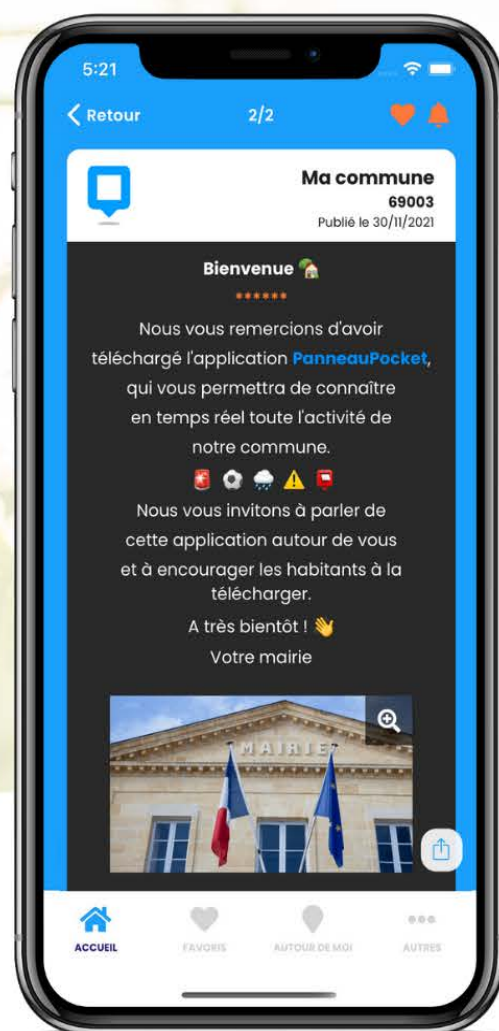 5:21
Retour
2/2
Ma commune
69003
Publié le 30/11/2021
Bienvenue
******
Nous vous remercions d'avoir
téléchargé l'application PanneauPocket,
qui vous permettra de connaître
en temps réel toute l'activité de
notre commune.
Nous vous invitons à parler de
cette application autour de vous
et à encourager les habitants à la
télécharger.
A très bientôt !
Votre mairie
MAIRIE
ACCUEIL
FAVORIS
AUTOUR DE MOI
AUTRES